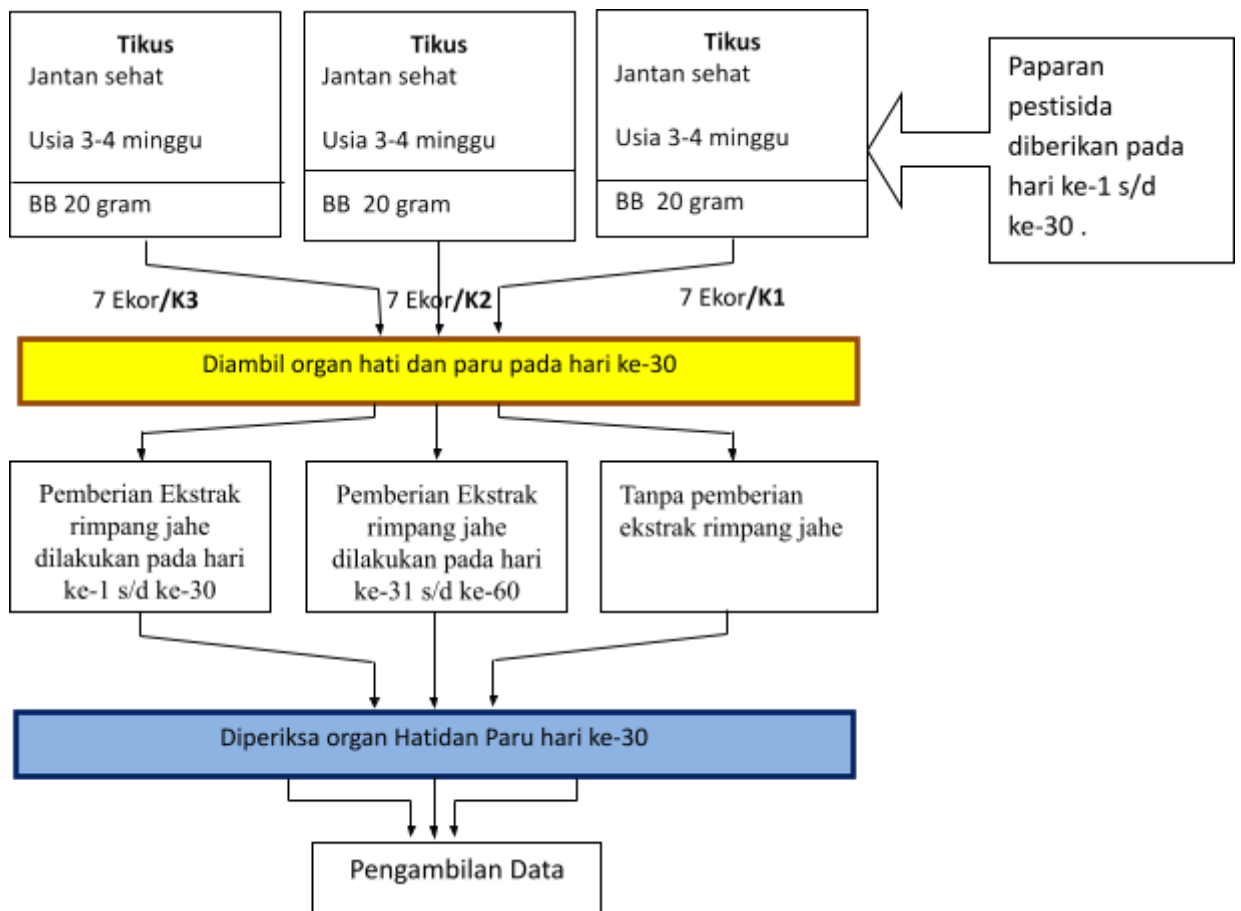 Tikus
Jantan sehat
Usia 3-4 minggu
BB 20 gram
Tikus
Jantan sehat
Usia 3-4 minggu
BB  20 gram
Tikus
Jantan sehat
Usia 3-4 minggu
BB  20 gram
Paparan
pestisida
diberikan pada
hari ke-1 s/d
ke-30 .
7 Ekor/K3
7 Ekor/K2
7 Ekor/K1
Diambil organ hati dan paru pada hari ke-30
Pemberian Ekstrak
rimpang jahe
dilakukan pada hari
ke-1 s/d ke-30
Pemberian Ekstrak
rimpang jahe
dilakukan pada hari
ke-31 s/d ke-60
Tanpa pemberian
ekstrak rimpang jahe
Diperiksa organ Hatidan Paru hari ke-30
Pengambilan Data